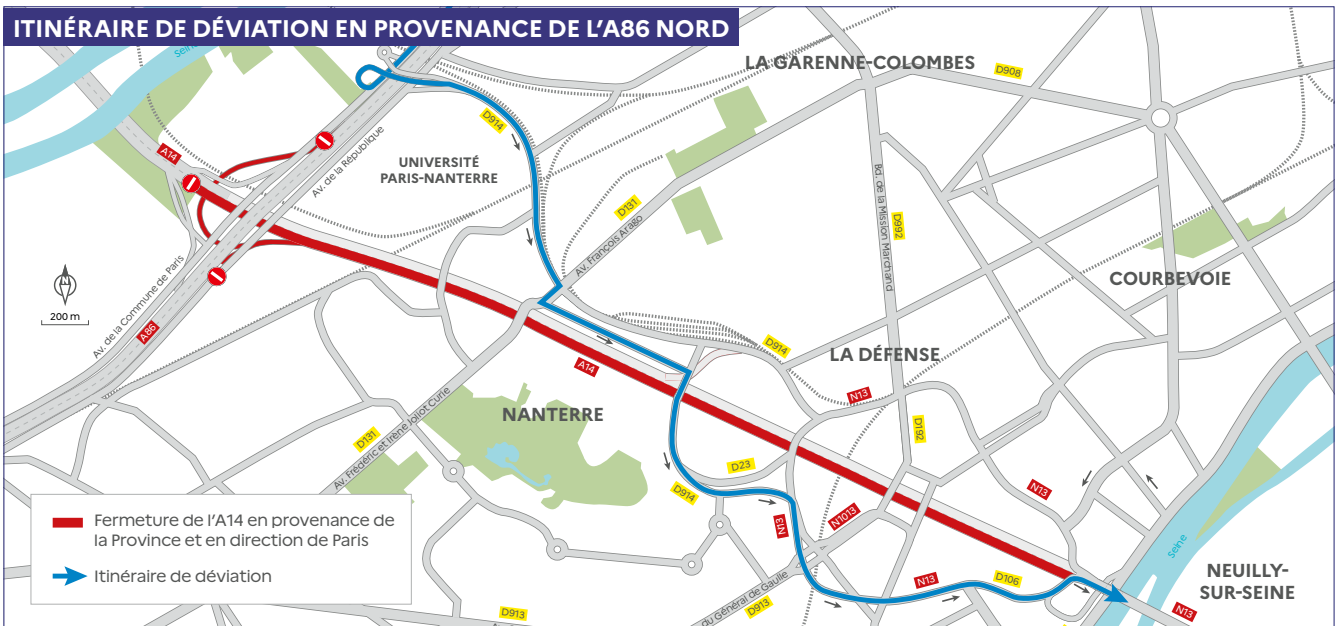 ITINÉRAIRE DE DÉVIATION EN PROVENANCE DE L'A86 NORD
Seine
LA GARENNE-COLOMBES
D908
D914
A14
Av. de la République
UNIVERSITÉ
PARIS-NANTERRE
D131
Av. François Arago
Bd. de la Mission Marchand
D992
COURBEVOIE
N
200 m
Av. de la Commune de Paris
A86
A14
D914
LA DÉFENSE
N13
NANTERRE
D131
Av. Frédéric et Irène Joliot Curie
D192
D23
D914
N13
N1013
N13
Seine
Fermeture de l'A14 en provenance de
la Province et en direction de Paris
Itinéraire de déviation
N13
D106
NEUILLY-
SUR-SEINE
du Général de Gaulle
D913
D913
N13